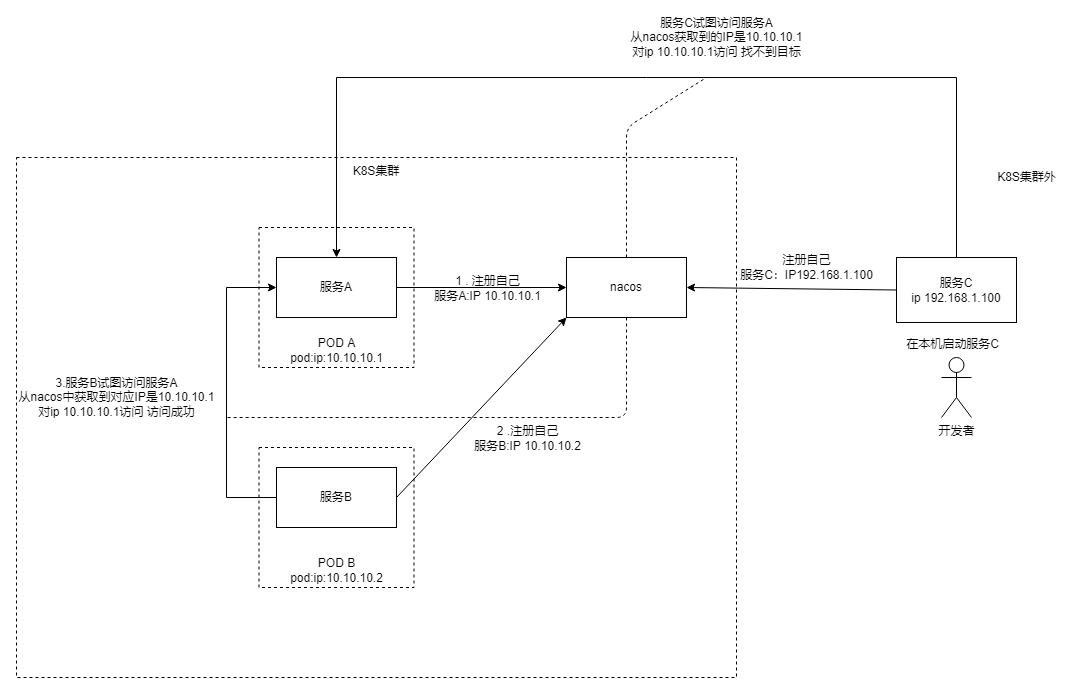 服务C试图访问服务A
从nacos获取到的IP是10.10.10.1
对ip 10.10.10.1访问 找不到目标
K8S集群
K8S集群外
服务A
POD A
pod:ip:10.10.10.1
1 . 注册自己
服务A:IP 10.10.10.1
nacos
注册自己
服务C：IP192.168.1.100
服务C
ip 192.168.1.100
在本机启动服务C
开发者
3.服务B试图访问服务A
从nacos中获取到对应IP是10.10.10.1
对ip 10.10.10.1访问 访问成功
2 .注册自己
服务B:IP 10.10.10.2
服务B
POD B
pod:ip:10.10.10.2